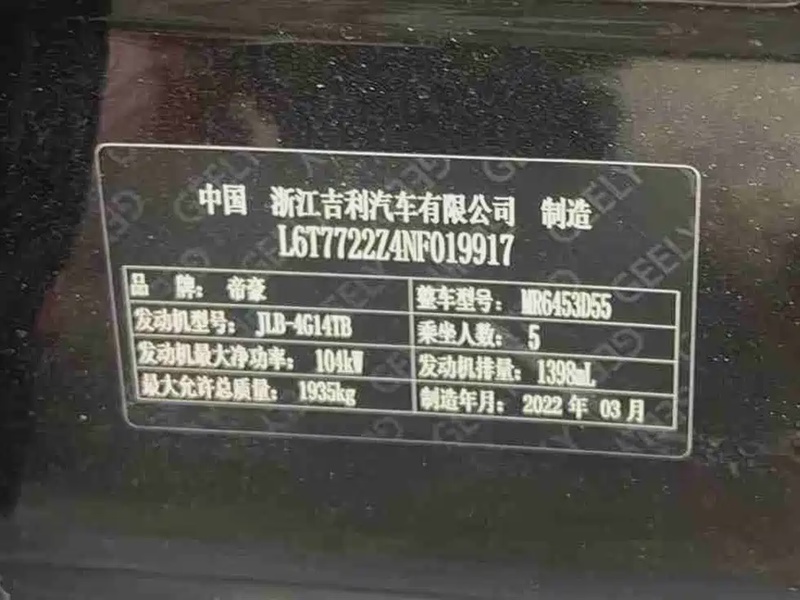 中国 浙江吉利汽车有限公司 制造
L6T7722Z4NF019917
品 牌：帝豪 整车型号：MR6453D55
发动机型号：JLB-4G14TB 乘坐人数：5
发动机最大净功率：104kW 发动机排量：1398mL
最大允许总质量：1935kg 制造年月：2022 年 03 月
GEELY